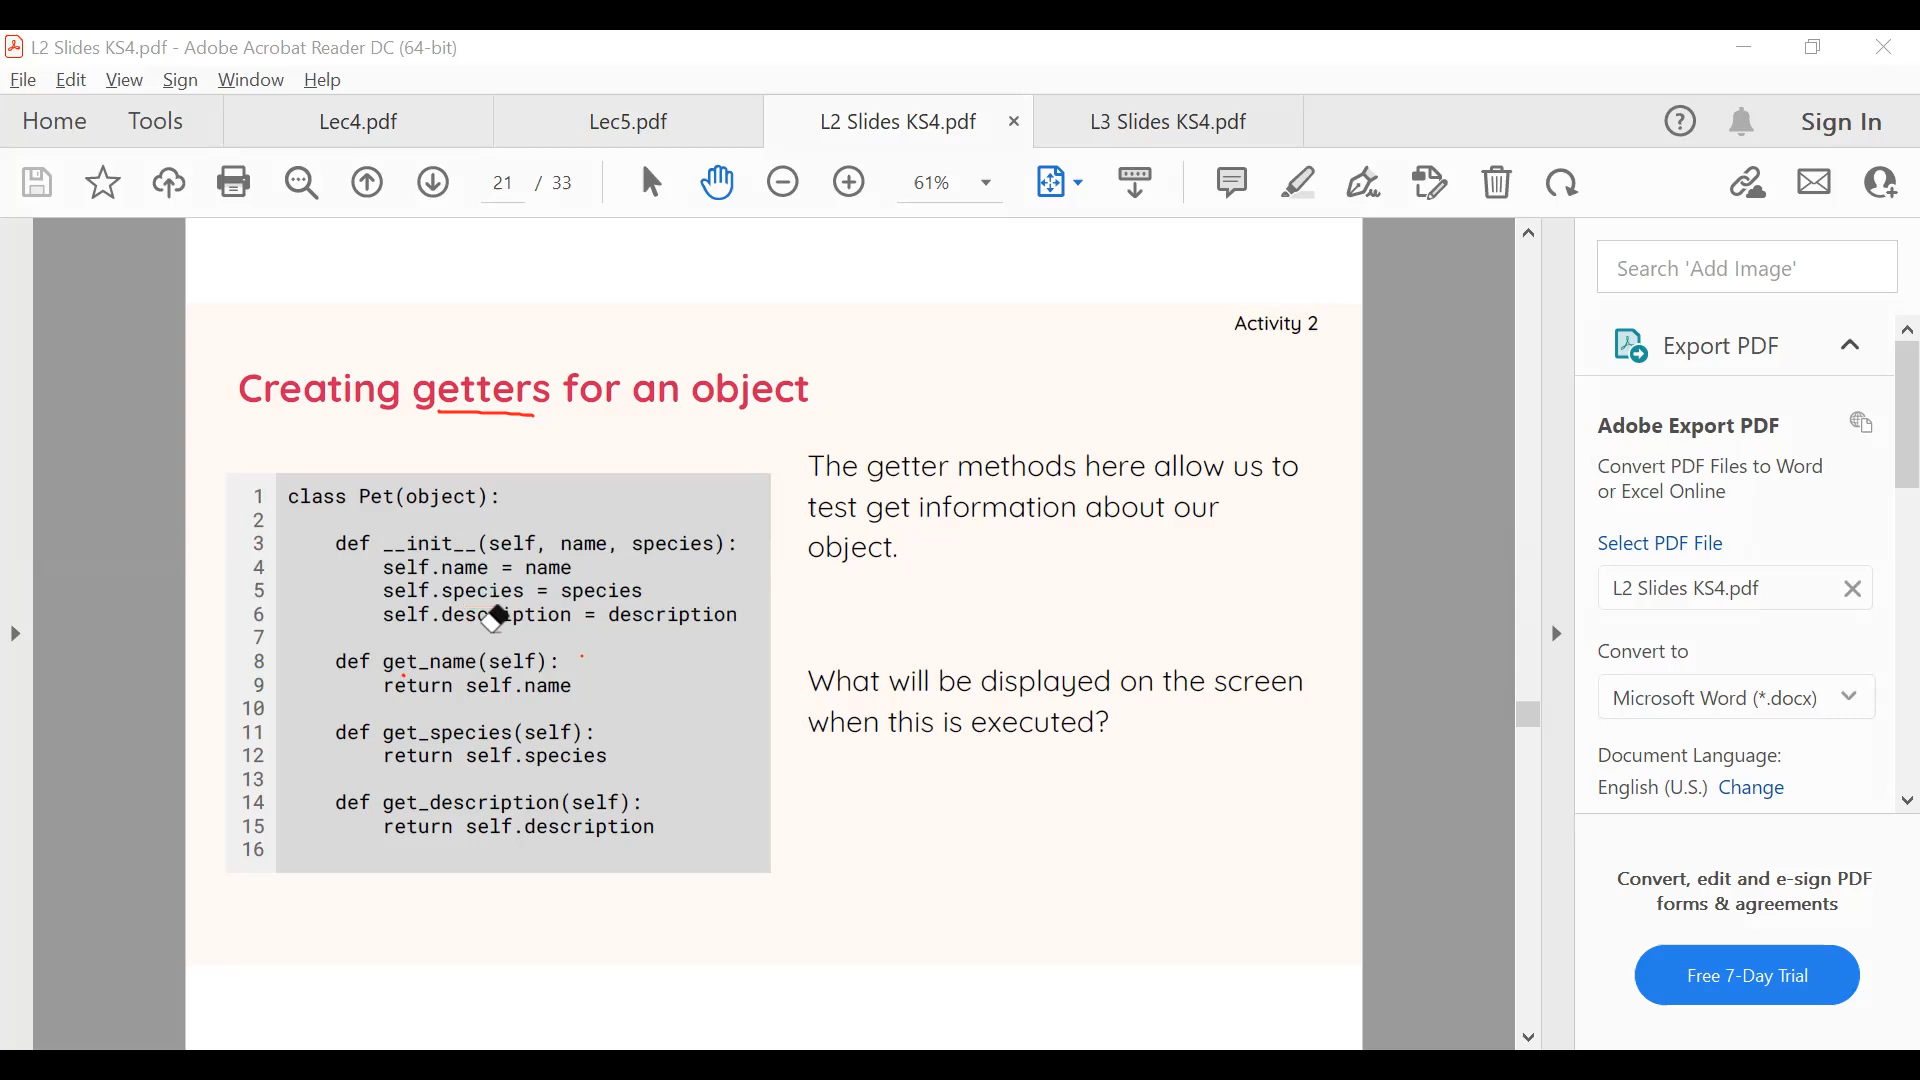 L2 Slides KS4.pdf - Adobe Acrobat Reader DC (64-bit)
File Edit View Sign Window Help
Home Tools Lec4.pdf Lec5.pdf L2 Slides KS4.pdf × L3 Slides KS4.pdf ? Sign In
21 / 33 61%
Search 'Add Image'
Activity 2
Export PDF
Creating getters for an object
Adobe Export PDF
Convert PDF Files to Word
or Excel Online
Select PDF File
L2 Slides KS4.pdf
Convert to
Microsoft Word (*.docx)
Document Language:
English (U.S.) Change
Convert, edit and e-sign PDF
forms & agreements
Free 7-Day Trial
1 class Pet(object):
2
3 def __init__(self, name, species):
4 self.name = name
5 self.species = species
6 self.description = description
7
8 def get_name(self):
9 return self.name
10
11 def get_species(self):
12 return self.species
13
14 def get_description(self):
15 return self.description
16
The getter methods here allow us to
test get information about our
object.
What will be displayed on the screen
when this is executed?